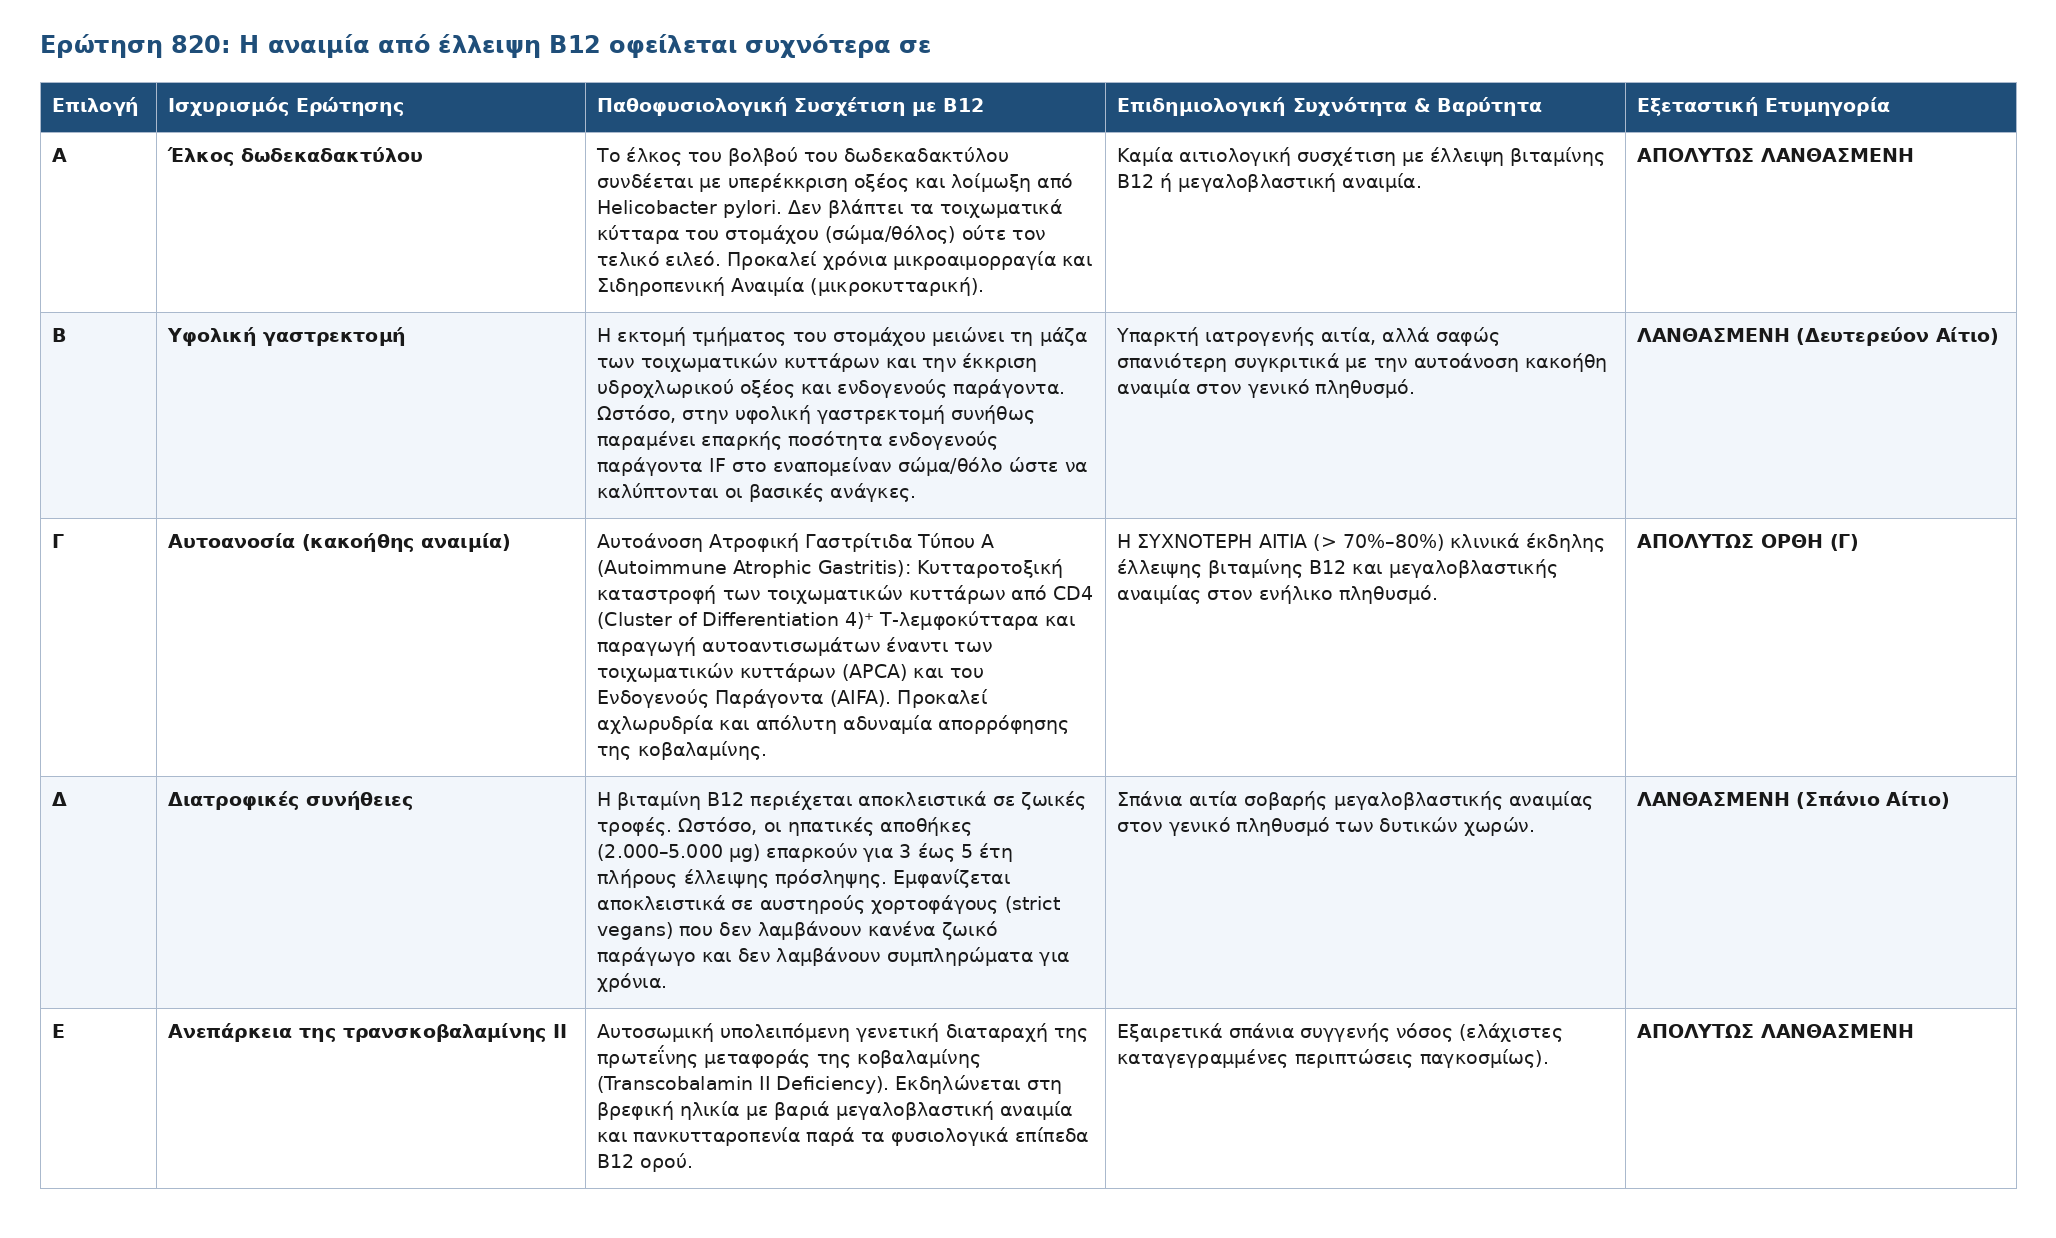 Ερώτηση 820: Η αναιμία από έλλειψη Β12 οφείλεται συχνότερα σε
Επιλογή
Ισχυρισμός Ερώτησης
Παθοφυσιολογική Συσχέτιση με Β12
Επιδημιολογική Συχνότητα & Βαρύτητα
Εξεταστική Ετυμηγορία
Α
Έλκος δωδεκαδακτύλου
Το έλκος του βολβού του δωδεκαδακτύλου
συνδέεται με υπερέκκριση οξέος και λοίμωξη από
Helicobacter pylori. Δεν βλάπτει τα τοιχωματικά
κύτταρα του στομάχου (σώμα/θόλος) ούτε τον
τελικό ειλεό. Προκαλεί χρόνια μικροαιμορραγία και
Σιδηροπενική Αναιμία (μικροκυτταρική).
Καμία αιτιολογική συσχέτιση με έλλειψη βιταμίνης
Β12 ή μεγαλοβλαστική αναιμία.
ΑΠΟΛΥΤΩΣ ΛΑΝΘΑΣΜΕΝΗ
Β
Υφολική γαστρεκτομή
Η εκτομή τμήματος του στομάχου μειώνει τη μάζα
των τοιχωματικών κυττάρων και την έκκριση
υδροχλωρικού οξέος και ενδογενούς παράγοντα.
Ωστόσο, στην υφολική γαστρεκτομή συνήθως
παραμένει επαρκής ποσότητα ενδογενούς
παράγοντα IF στο εναπομείναν σώμα/θόλο ώστε να
καλύπτονται οι βασικές ανάγκες.
Υπαρκτή ιατρογενής αιτία, αλλά σαφώς
σπανιότερη συγκριτικά με την αυτοάνοση κακοήθη
αναιμία στον γενικό πληθυσμό.
ΛΑΝΘΑΣΜΕΝΗ (Δευτερεύον Αίτιο)
Γ
Αυτοανοσία (κακοήθης αναιμία)
Αυτοάνοση Ατροφική Γαστρίτιδα Τύπου Α
(Autoimmune Atrophic Gastritis): Κυτταροτοξική
καταστροφή των τοιχωματικών κυττάρων από CD4
(Cluster of Differentiation 4)⁺ Τ-λεμφοκύτταρα και
παραγωγή αυτοαντισωμάτων έναντι των
τοιχωματικών κυττάρων (APCA) και του
Ενδογενούς Παράγοντα (AIFA). Προκαλεί
αχλωρυδρία και απόλυτη αδυναμία απορρόφησης
της κοβαλαμίνης.
Η ΣΥΧΝΟΤΕΡΗ ΑΙΤΙΑ (> 70%–80%) κλινικά έκδηλης
έλλειψης βιταμίνης Β12 και μεγαλοβλαστικής
αναιμίας στον ενήλικο πληθυσμό.
ΑΠΟΛΥΤΩΣ ΟΡΘΗ (Γ)
Δ
Διατροφικές συνήθειες
Η βιταμίνη Β12 περιέχεται αποκλειστικά σε ζωικές
τροφές. Ωστόσο, οι ηπατικές αποθήκες
(2.000–5.000 μg) επαρκούν για 3 έως 5 έτη
πλήρους έλλειψης πρόσληψης. Εμφανίζεται
αποκλειστικά σε αυστηρούς χορτοφάγους (strict
vegans) που δεν λαμβάνουν κανένα ζωικό
παράγωγο και δεν λαμβάνουν συμπληρώματα για
χρόνια.
Σπάνια αιτία σοβαρής μεγαλοβλαστικής αναιμίας
στον γενικό πληθυσμό των δυτικών χωρών.
ΛΑΝΘΑΣΜΕΝΗ (Σπάνιο Αίτιο)
Ε
Ανεπάρκεια της τρανσκοβαλαμίνης ΙΙ
Αυτοσωμική υπολειπόμενη γενετική διαταραχή της
πρωτεΐνης μεταφοράς της κοβαλαμίνης
(Transcobalamin II Deficiency). Εκδηλώνεται στη
βρεφική ηλικία με βαριά μεγαλοβλαστική αναιμία
και πανκυτταροπενία παρά τα φυσιολογικά επίπεδα
Β12 ορού.
Εξαιρετικά σπάνια συγγενής νόσος (ελάχιστες
καταγεγραμμένες περιπτώσεις παγκοσμίως).
ΑΠΟΛΥΤΩΣ ΛΑΝΘΑΣΜΕΝΗ